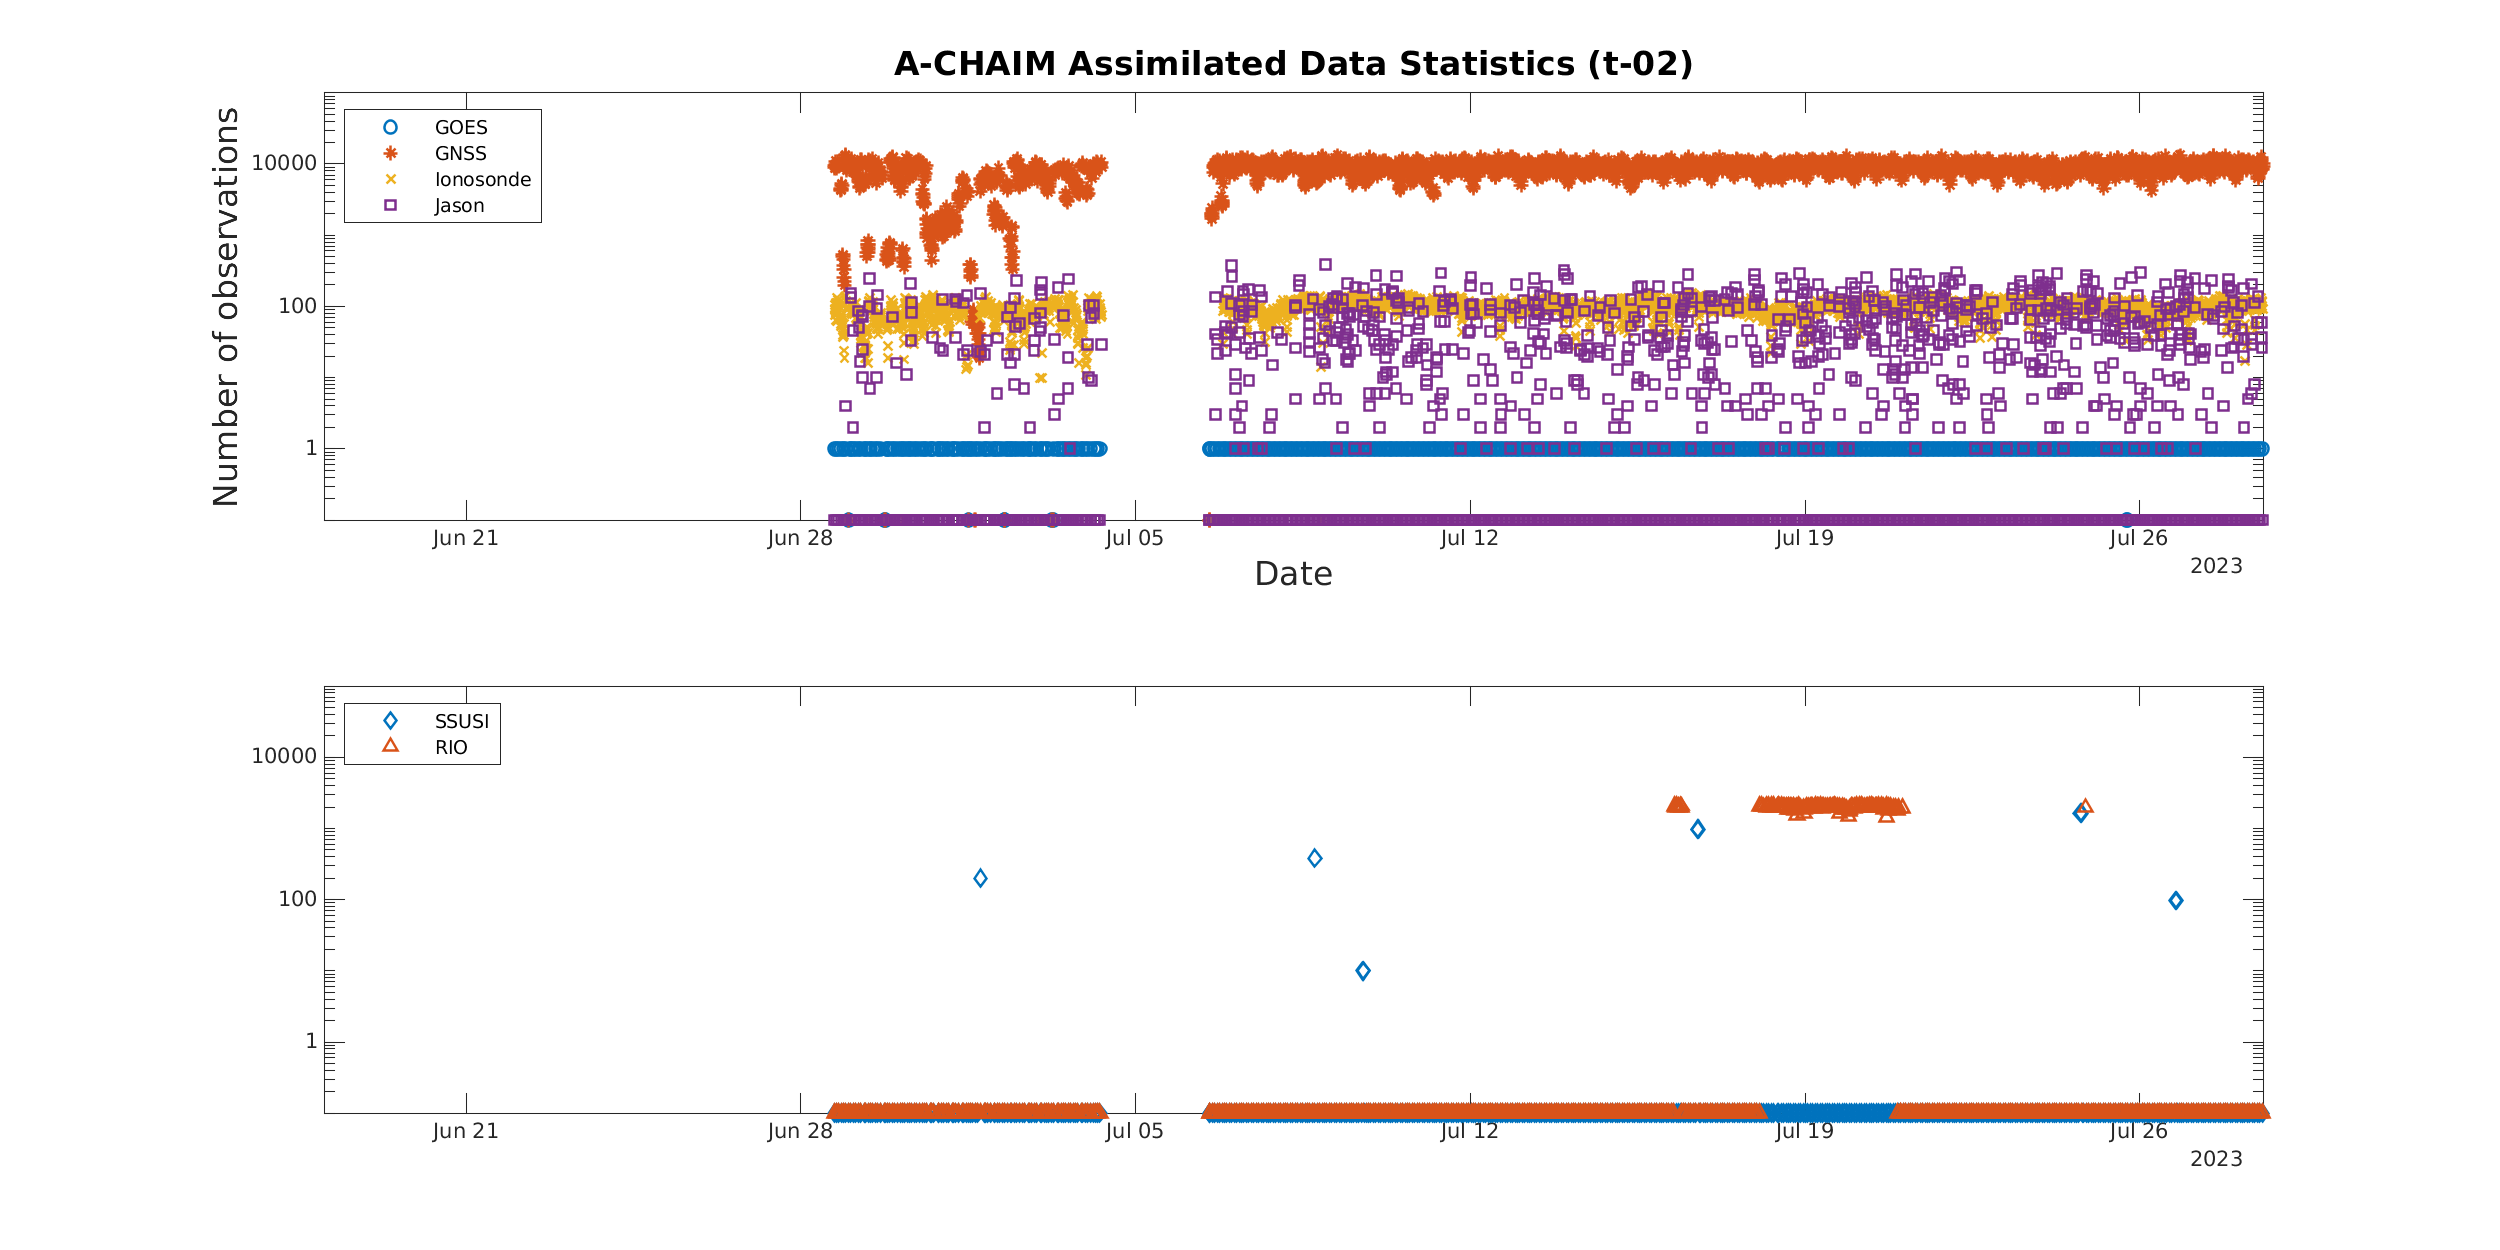 A-CHAIM Assimilated Data Statistics (t-02)
Number of observations
10000
100
1
GOES
GNSS
Ionosonde
Jason
Jun 21
Jun 28
Jul 05
Jul 12
Jul 19
Jul 26
2023
Date
10000
100
1
SSUSI
RIO
Jun 21
Jun 28
Jul 05
Jul 12
Jul 19
Jul 26
2023